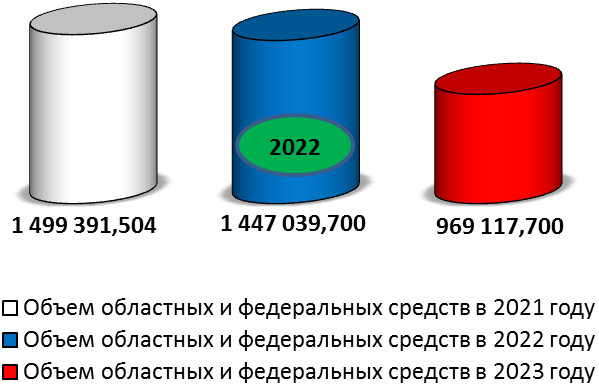 2022
1 499 391,504 1 447 039,700 969 117,700
Объем областных и федеральных средств в 2021 году
Объем областных и федеральных средств в 2022 году
Объем областных и федеральных средств в 2023 году